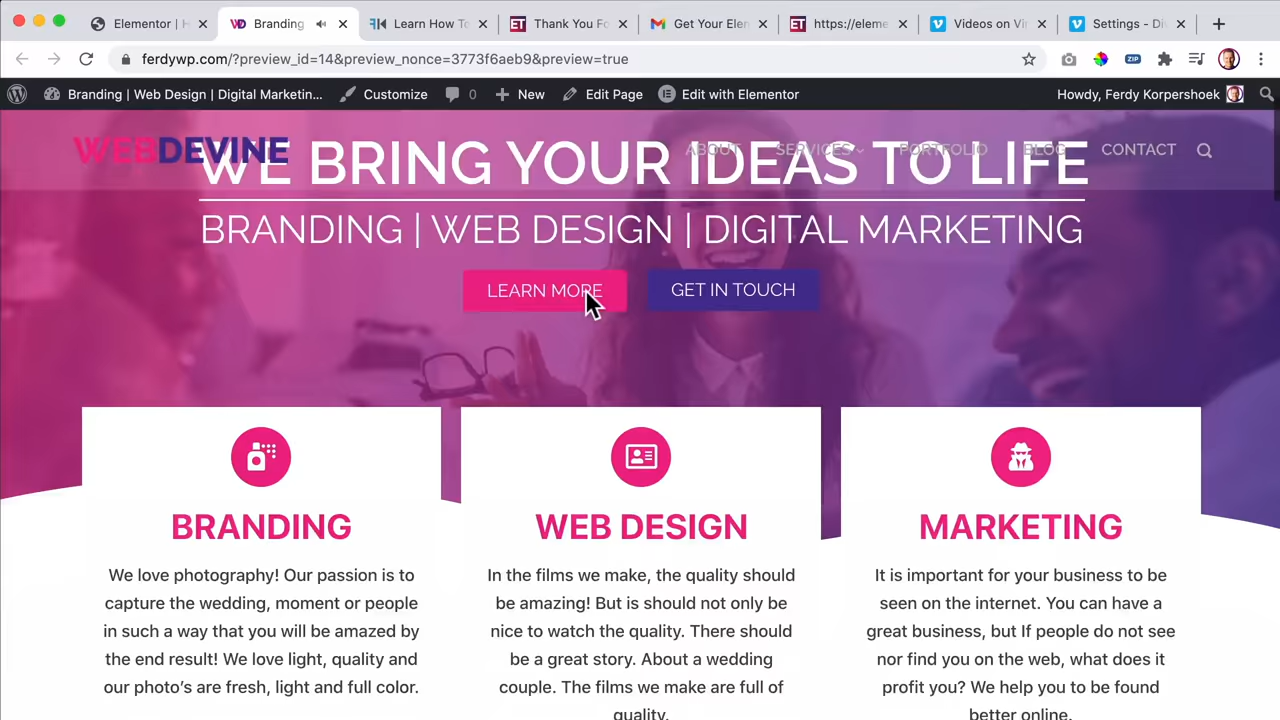 Elementor | H
Branding
Learn How To
Thank You Fo
Get Your Elem
https://eleme
Videos on Vi
Settings - Di
ferdywp.com/?preview_id=14&preview_nonce=3773f6aeb9&preview=true
ZIP
Branding | Web Design | Digital Marketin...
Customize
0
New
Edit Page
Edit with Elementor
Howdy, Ferdy Korpershoek
WEBDEVINE
ABOUT
SERVICES
PORTFOLIO
BLOG
CONTACT
WE BRING YOUR IDEAS TO LIFE
BRANDING | WEB DESIGN | DIGITAL MARKETING
LEARN MORE
GET IN TOUCH
BRANDING
We love photography! Our passion is to
capture the wedding, moment or people
in such a way that you will be amazed by
the end result! We love light, quality and
our photo's are fresh, light and full color.
WEB DESIGN
In the films we make, the quality should
be amazing! But is should not only be
nice to watch the quality. There should
be a great story. About a wedding
couple. The films we make are full of
quality.
MARKETING
It is important for your business to be
seen on the internet. You can have a
great business, but If people do not see
nor find you on the web, what does it
profit you? We help you to be found
better online.